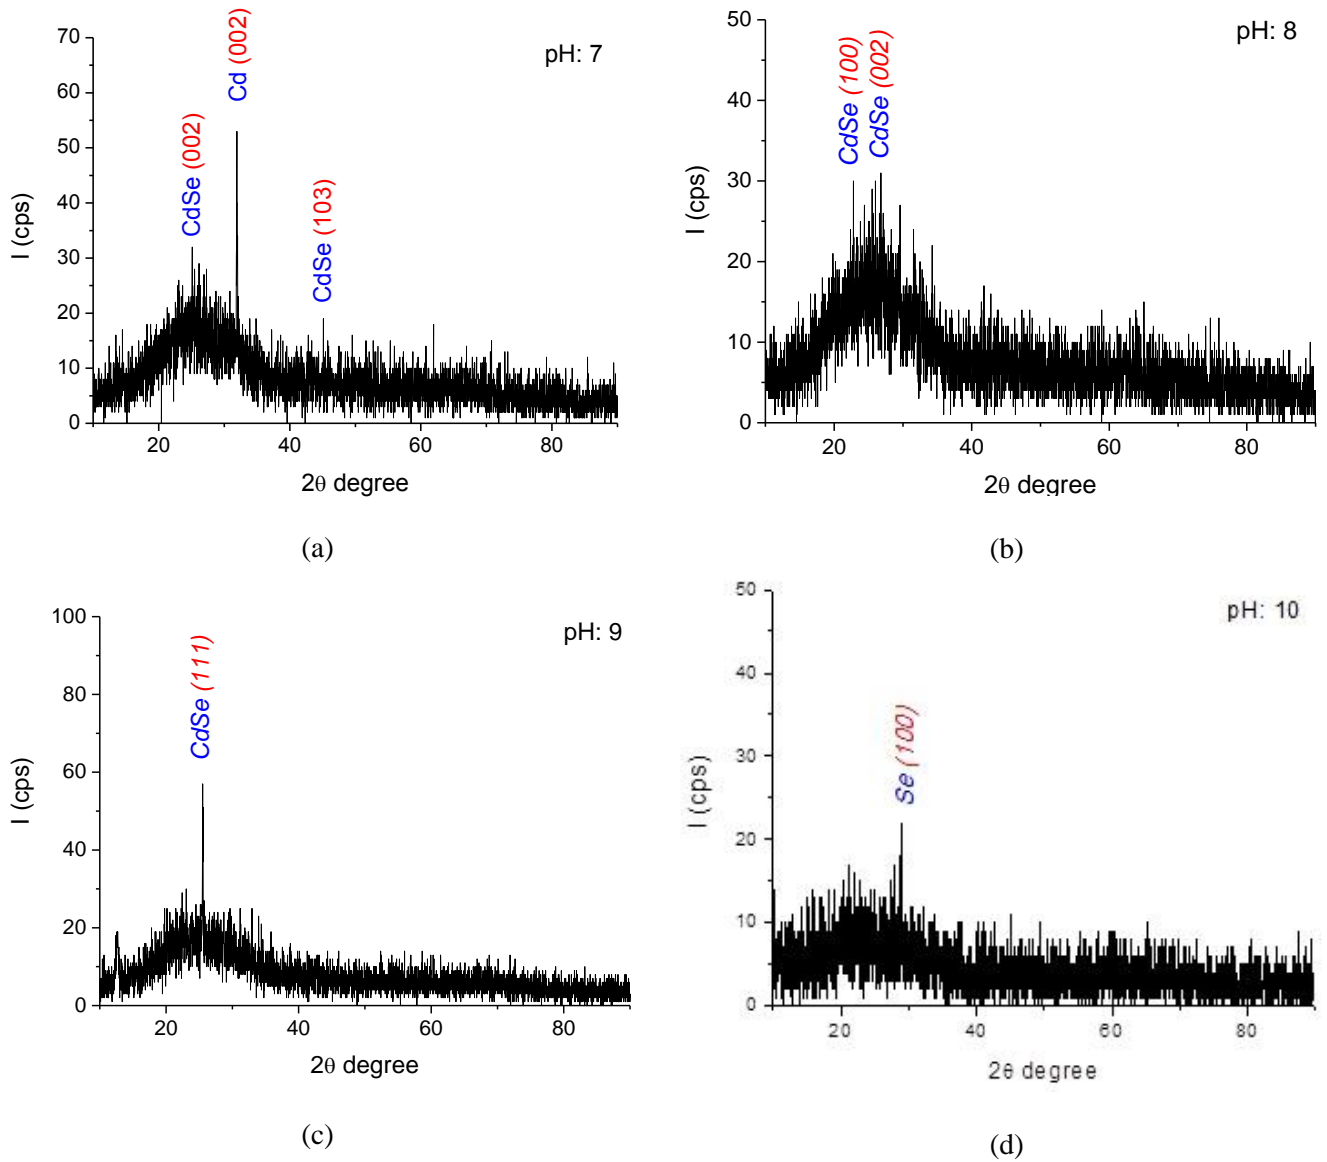 pH: 7
CdSe (002)
Cd (002)
CdSe (103)
70
60
50
40
30
20
10
0
I (cps)
20 40 60 80
2θ degree
(a)
pH: 8
CdSe (100)
CdSe (002)
50
40
30
20
10
0
I (cps)
20 40 60 80
2θ degree
(b)
pH: 9
CdSe (111)
100
80
60
40
20
0
I (cps)
20 40 60 80
2θ degree
(c)
pH: 10
Se (100)
50
40
30
20
10
0
I (cps)
20 40 60 80
2θ degree
(d)